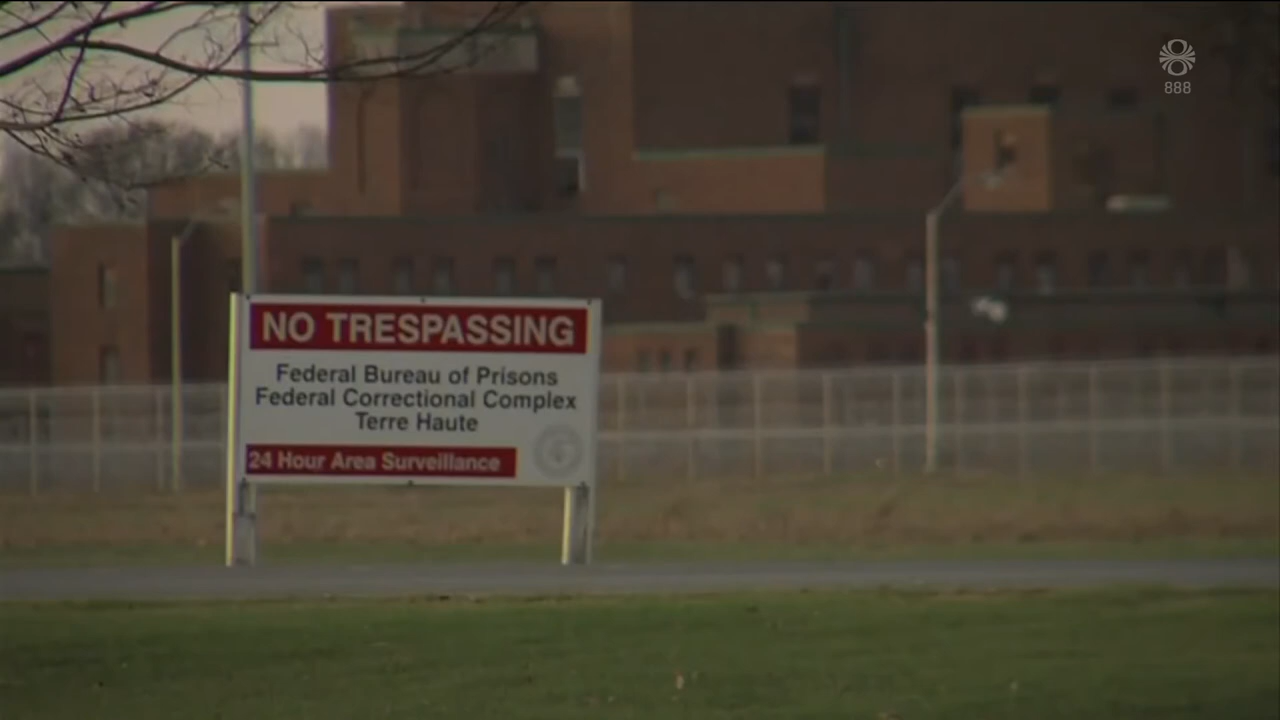 888
NO TRESPASSING
Federal Bureau of Prisons
Federal Correctional Complex
Terre Haute
24 Hour Area Surveillance